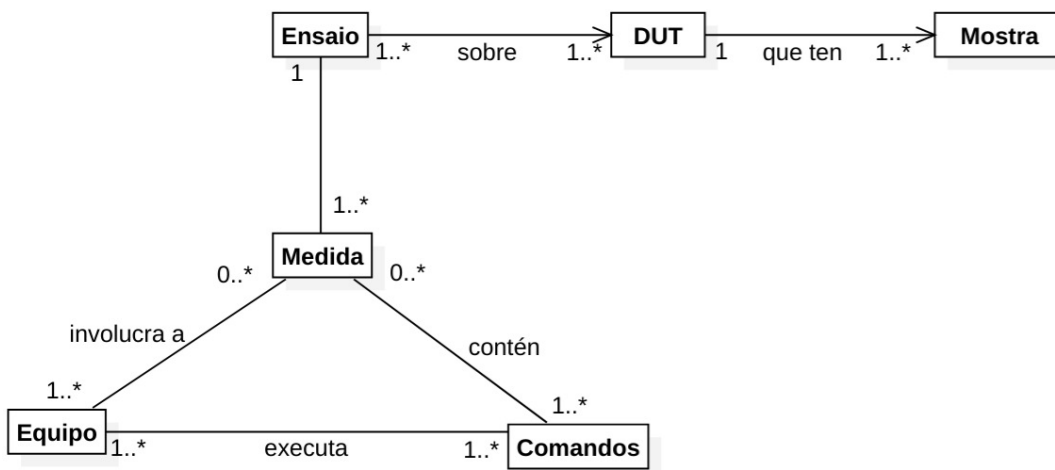 Ensaio
1..*
sobre
1..*
DUT
1
que ten
1..*
Mostra
1
1..*
Medida
0..*
0..*
involucra a
contén
1..*
1..*
Equipo
1..*
executa
1..*
Comandos